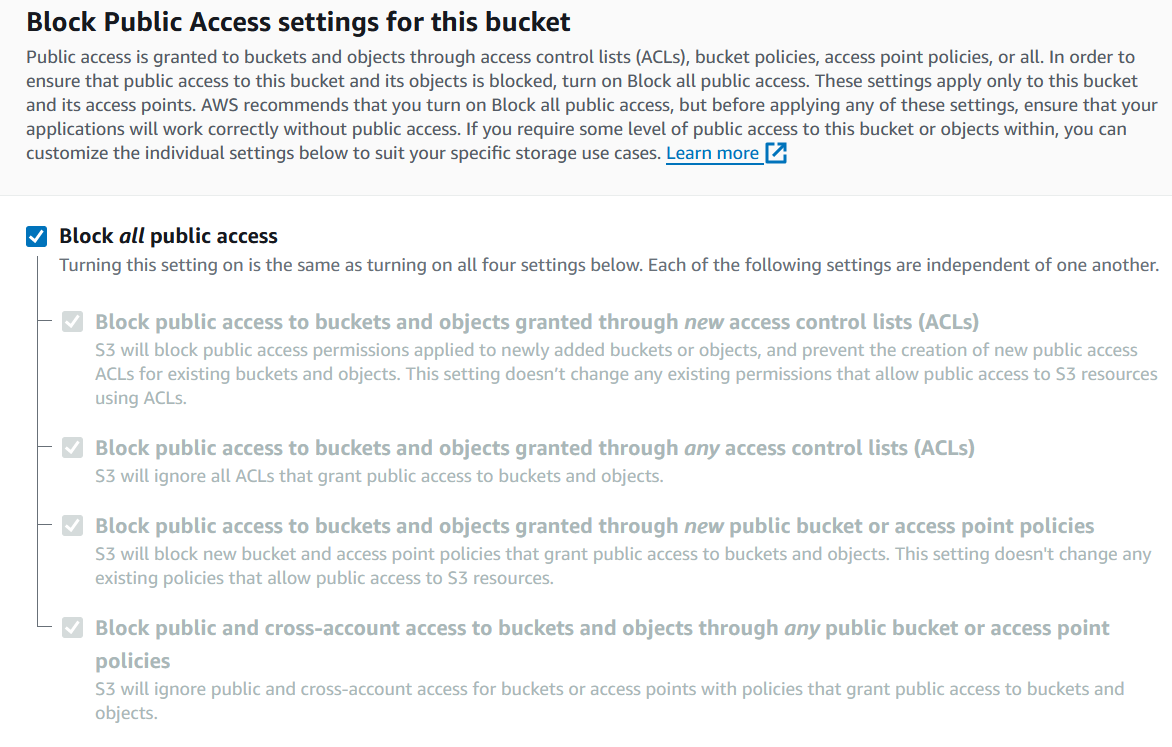 Block Public Access settings for this bucket
Public access is granted to buckets and objects through access control lists (ACLs), bucket policies, access point policies, or all. In order to
ensure that public access to this bucket and its objects is blocked, turn on Block all public access. These settings apply only to this bucket
and its access points. AWS recommends that you turn on Block all public access, but before applying any of these settings, ensure that your
applications will work correctly without public access. If you require some level of public access to this bucket or objects within, you can
customize the individual settings below to suit your specific storage use cases. Learn more
Block all public access
Turning this setting on is the same as turning on all four settings below. Each of the following settings are independent of one another.
Block public access to buckets and objects granted through new access control lists (ACLs)
S3 will block public access permissions applied to newly added buckets or objects, and prevent the creation of new public access
ACLs for existing buckets and objects. This setting doesn’t change any existing permissions that allow public access to S3 resources
using ACLs.
Block public access to buckets and objects granted through any access control lists (ACLs)
S3 will ignore all ACLs that grant public access to buckets and objects.
Block public access to buckets and objects granted through new public bucket or access point policies
S3 will block new bucket and access point policies that grant public access to buckets and objects. This setting doesn't change any
existing policies that allow public access to S3 resources.
Block public and cross-account access to buckets and objects through any public bucket or access point
policies
S3 will ignore public and cross-account access for buckets or access points with policies that grant public access to buckets and
objects.